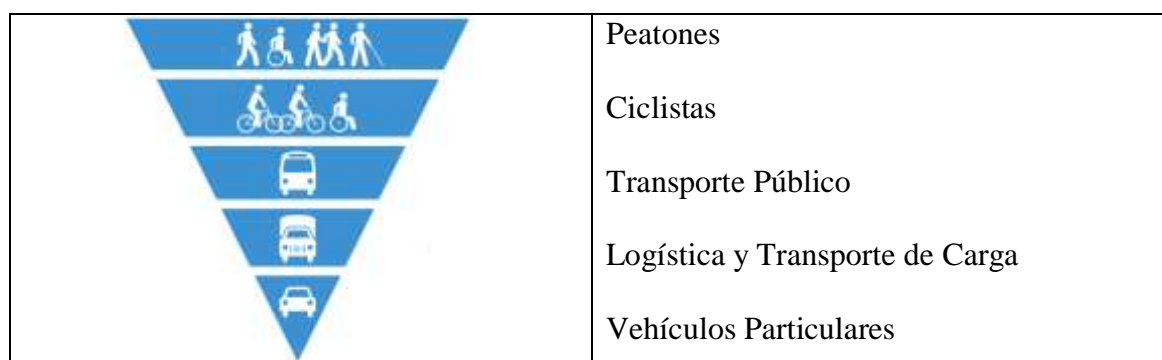 Peatones
Ciclistas
Transporte Público
Logística y Transporte de Carga
Vehículos Particulares